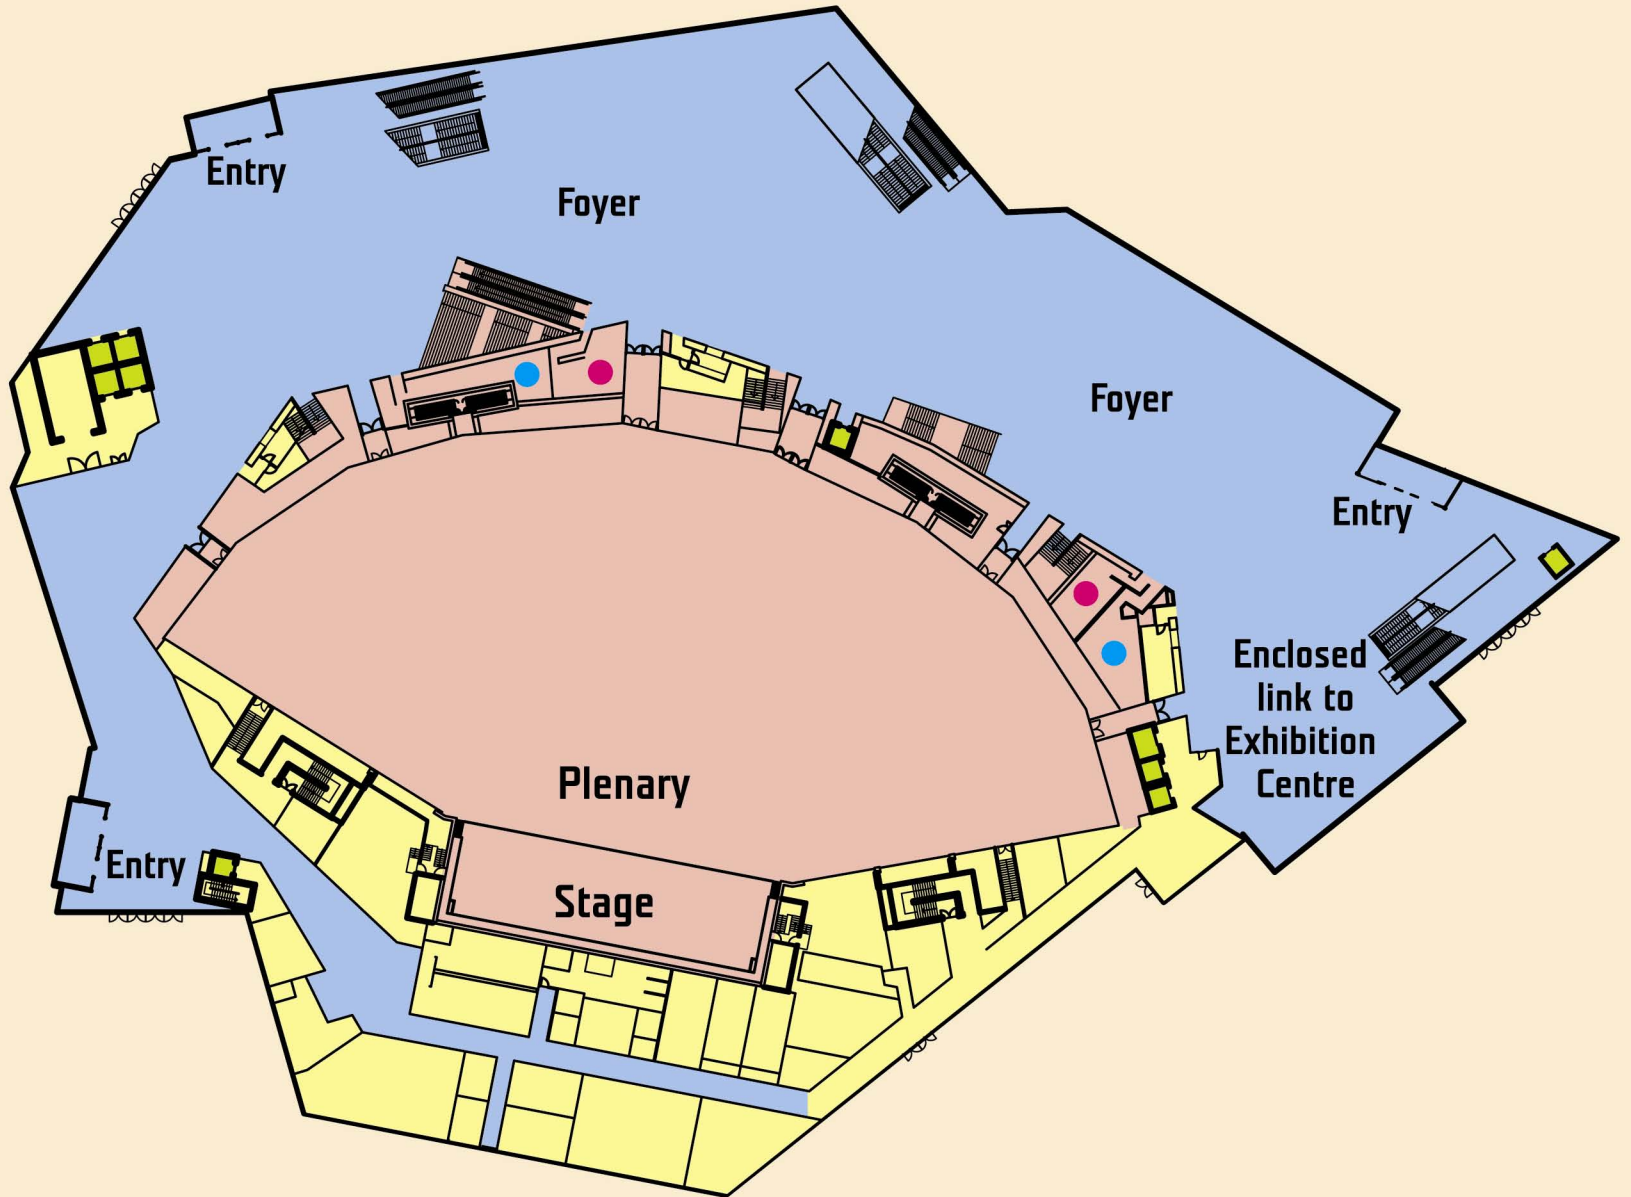 Entry
Foyer
Foyer
Entry
Enclosed
link to
Exhibition
Centre
Plenary
Entry
Stage